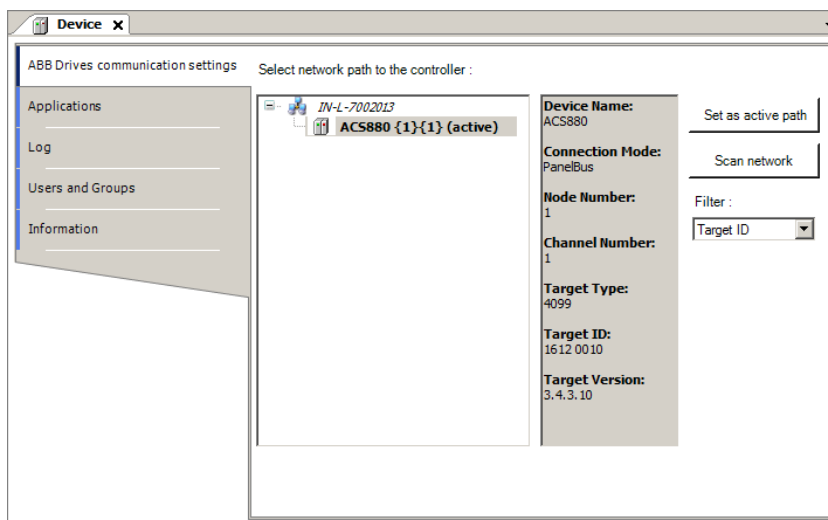 Device
ABB Drives communication settings
Applications
Log
Users and Groups
Information
Select network path to the controller :
IN-L-7002013
ACS880 {1}{1} (active)
Device Name:
ACS880
Connection Mode:
PanelBus
Node Number:
1
Channel Number:
1
Target Type:
4099
Target ID:
1612 0010
Target Version:
3.4.3.10
Set as active path
Scan network
Filter :
Target ID